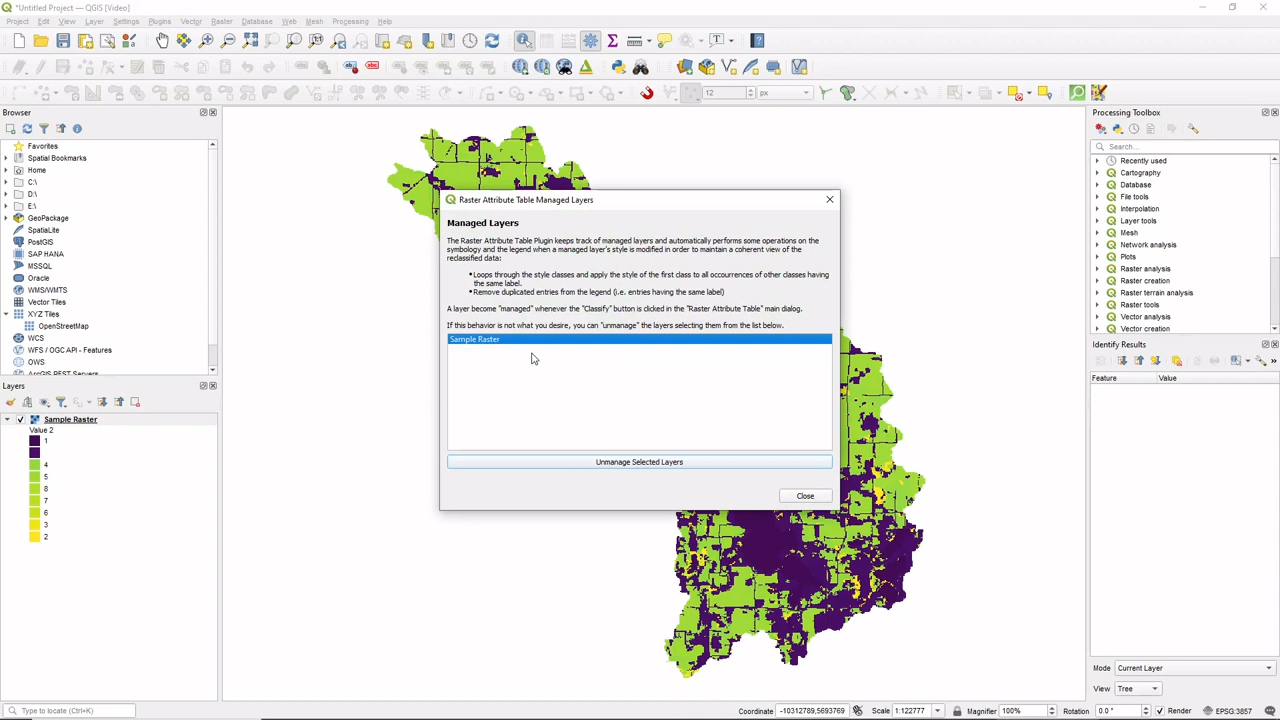 *Untitled Project — QGIS [Video]
Project Edit View Layer Settings Plugins Vector Raster Database Web Mesh Processing Help
12 px
Browser
Favorites
Spatial Bookmarks
Home
C:\
D:\
E:\
GeoPackage
SpatiaLite
PostGIS
SAP HANA
MSSQL
Oracle
WMS/WMTS
Vector Tiles
XYZ Tiles
OpenStreetMap
WCS
WFS / OGC API - Features
OWS
ArcGIS REST Servers
Layers
Sample Raster
Value 2
1
4
5
8
7
6
3
2
Raster Attribute Table Managed Layers
Managed Layers
The Raster Attribute Table Plugin keeps track of managed layers and automatically performs some operations on the
symbology and the legend when a managed layer's style is modified in order to maintain a coherent view of the
reclassified data:
•Loops through the style classes and apply the style of the first class to all occurrences of other classes having
the same label.
•Remove duplicated entries from the legend (i.e. entries having the same label)
A layer become "managed" whenever the "Classify" button is clicked in the "Raster Attribute Table" main dialog.
If this behavior is not what you desire, you can "unmanage" the layers selecting them from the list below.
Sample Raster
Unmanage Selected Layers
Close
Processing Toolbox
Search...
Recently used
Cartography
Database
File tools
Interpolation
Layer tools
Mesh
Network analysis
Plots
Raster analysis
Raster creation
Raster terrain analysis
Raster tools
Vector analysis
Vector creation
Identify Results
Feature Value
Mode Current Layer
View Tree
Type to locate (Ctrl+K)
Coordinate -10312789,5693769 Scale 1:122777 Magnifier 100% Rotation 0.0 ° Render EPSG:3857